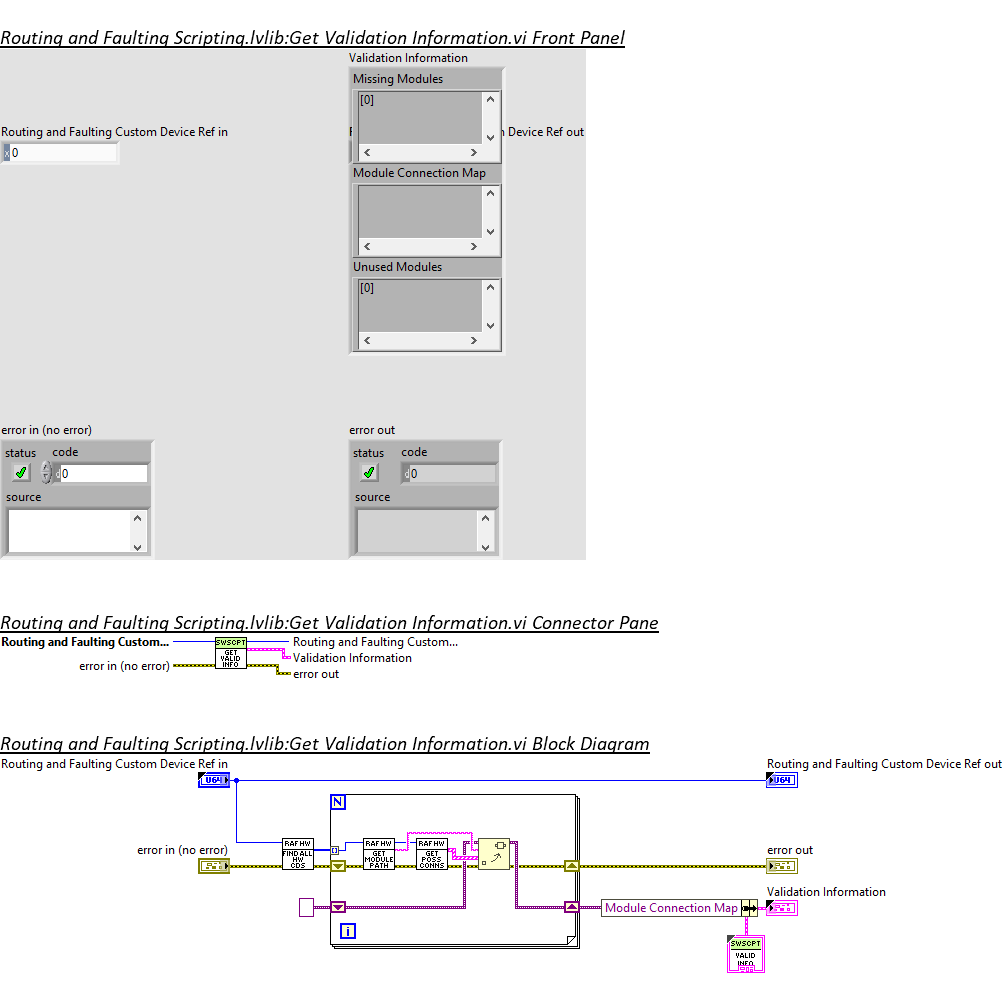 Routing and Faulting Scripting.lvlib:Get Validation Information.vi Front Panel
Validation Information
Missing Modules
[0]
Routing and Faulting Custom Device Ref in
Device Ref out
x 0
Module Connection Map
Unused Modules
[0]
error in (no error)
error out
status code
0
source
status code
0
source
Routing and Faulting Scripting.lvlib:Get Validation Information.vi Connector Pane
Routing and Faulting Custom...
SWSCPT
GET
VALID
INFO
Routing and Faulting Custom...
Validation Information
error in (no error)
error out
Routing and Faulting Scripting.lvlib:Get Validation Information.vi Block Diagram
Routing and Faulting Custom Device Ref in
Routing and Faulting Custom Device Ref out
U64
U64
N
error in (no error)
RAF HW
FIND ALL
HW
CDS
RAF HW
GET
MODULE
PATH
RAF HW
GET
POSS
CONNS
error out
Validation Information
Module Connection Map
i
SWSCPT
VALID
INFO